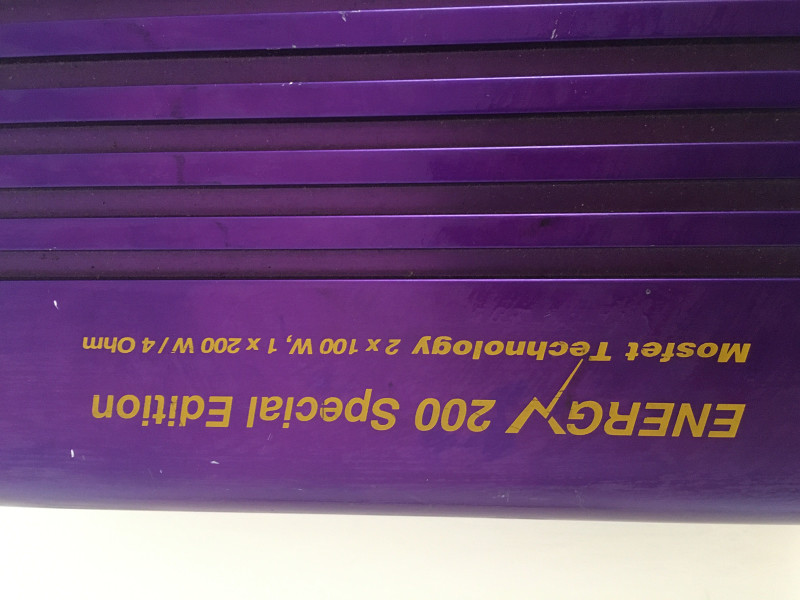 ENERGY 200 Special Edition
Mosfet Technology 2 x 100 W, 1 x 200 W / 4 Ohm